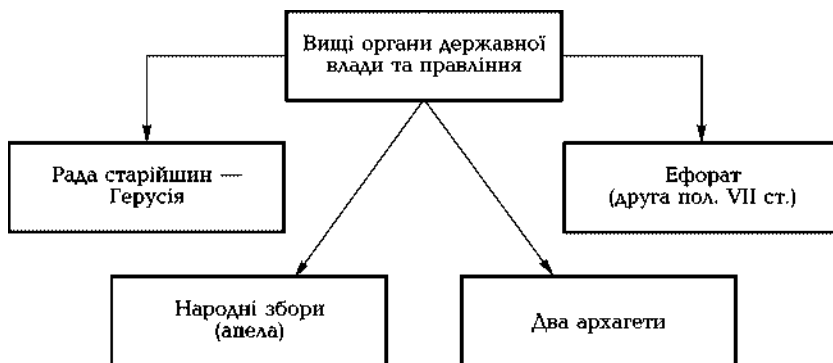 Вищі органи державної
влади та правління
Рада старійшин —
Герусія
Ефорат
(друга пол. VII ст.)
Народні збори
(апела)
Два архагети